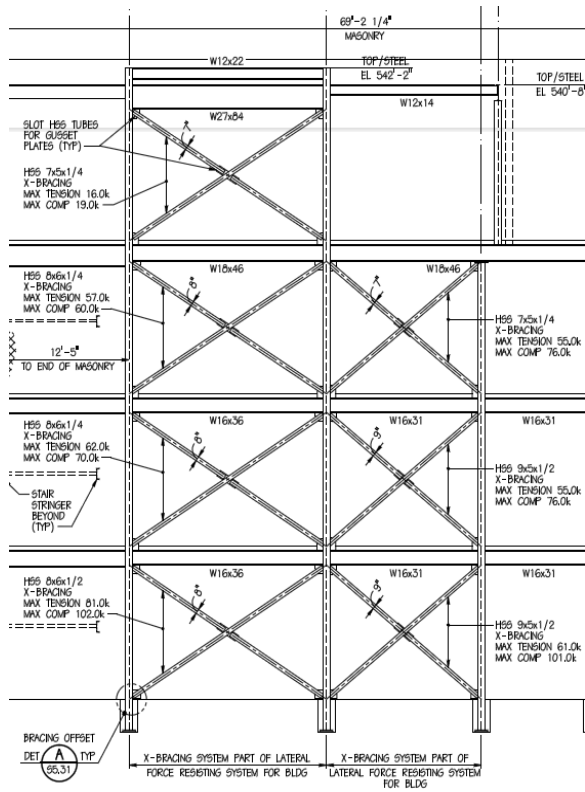 69'-2 1/4"
MASONRY
W12x22
TOP/STEEL
EL 542'-2"
TOP/STEEL
EL 540'-8"
W12x14
W27x84
SLOT HSS TUBES
FOR GUSSET
PLATES (TYP)
7"
HSS 7x5x1/4
X-BRACING
MAX TENSION 16.0k
MAX COMP 19.0k
W18x46
W18x46
HSS 8x6x1/4
X-BRACING
MAX TENSION 57.0k
MAX COMP 60.0k
8"
7"
HSS 7x5x1/4
X-BRACING
MAX TENSION 55.0k
MAX COMP 76.0k
12'-5"
TO END OF MASONRY
W16x36
W16x31
W16x31
HSS 8x6x1/4
X-BRACING
MAX TENSION 62.0k
MAX COMP 70.0k
8"
9"
HSS 9x5x1/2
X-BRACING
MAX TENSION 55.0k
MAX COMP 76.0k
STAIR
STRINGER
BEYOND
(TYP)
W16x36
W16x31
W16x31
HSS 8x6x1/2
X-BRACING
MAX TENSION 81.0k
MAX COMP 102.0k
8"
9"
HSS 9x5x1/2
X-BRACING
MAX TENSION 61.0k
MAX COMP 101.0k
BRACING OFFSET
DET A TYP
S5.31
X-BRACING SYSTEM PART OF LATERAL
FORCE RESISTING SYSTEM FOR BLDG
X-BRACING SYSTEM PART OF
LATERAL FORCE RESISTING SYSTEM
FOR BLDG